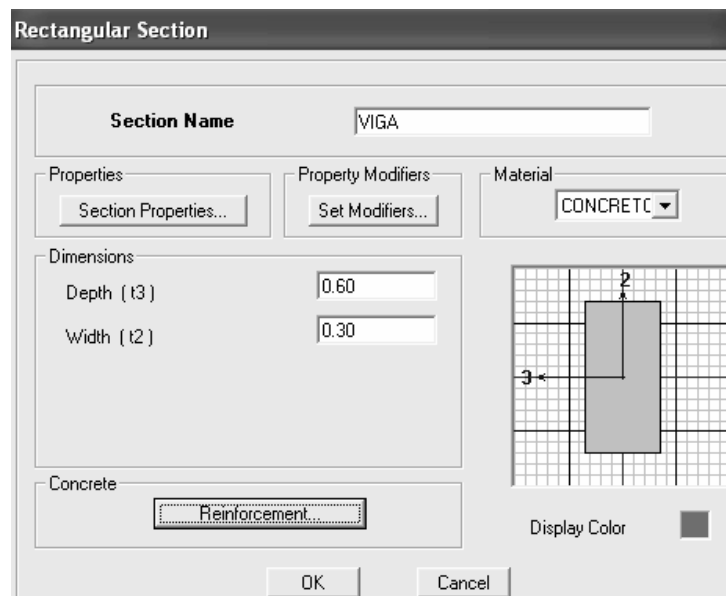 Rectangular Section
Section Name VIGA
Properties
Section Properties...
Property Modifiers
Set Modifiers...
Material
CONCRETC
Dimensions
Depth ( t3 ) 0.60
Width ( t2 ) 0.30
2
3
Concrete
Reinforcement...
Display Color
OK Cancel